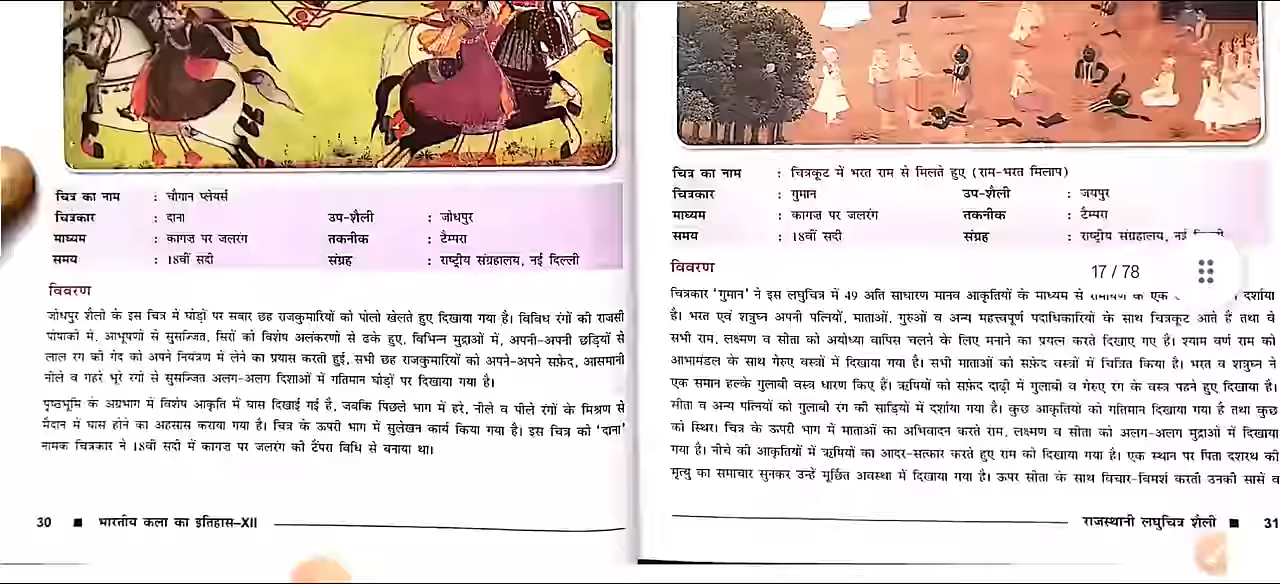 चित्र का नाम : चौगान प्लेयर्स
चित्रकार : दाना उप-शैली : जोधपुर
माध्यम : कागज़ पर जलरंग तकनीक : टैम्परा
समय : 18वीं सदी संग्रह : राष्ट्रीय संग्रहालय, नई दिल्ली
विवरण
जोधपुर शैली के इस चित्र में घोड़ों पर सवार छह राजकुमारियों को पोलो खेलते हुए दिखाया गया है। विविध रंगों की राजसी
पोषाकों में, आभूषणों से सुसज्जित, सिरों को विशेष अलंकरणों से ढके हुए, विभिन्न मुद्राओं में, अपनी-अपनी छड़ियों से
लाल रंग की गेंद को अपने नियंत्रण में लेने का प्रयास करती हुई, सभी छह राजकुमारियों को अपने-अपने सफ़ेद, आसमानी
नीले व गहरे भूरे रंगों से सुसज्जित अलग-अलग दिशाओं में गतिमान घोड़ों पर दिखाया गया है।
पृष्ठभूमि के अग्रभाग में विशेष आकृति में घास दिखाई गई है, जबकि पिछले भाग में हरे, नीले व पीले रंगों के मिश्रण से
मैदान में घास होने का अहसास कराया गया है। चित्र के ऊपरी भाग में सुलेखन कार्य किया गया है। इस चित्र को 'दाना'
नामक चित्रकार ने 18वीं सदी में कागज़ पर जलरंग की टैंपरा विधि से बनाया था।
30 ■ भारतीय कला का इतिहास–XII
चित्र का नाम : चित्रकूट में भरत राम से मिलते हुए (राम-भरत मिलाप)
चित्रकार : गुमान उप-शैली : जयपुर
माध्यम : कागज़ पर जलरंग तकनीक : टैम्परा
समय : 18वीं सदी संग्रह : राष्ट्रीय संग्रहालय, नई
विवरण
17 / 78
चित्रकार 'गुमान' ने इस लघुचित्र में 49 अति साधारण मानव आकृतियों के माध्यम से रामायण के एक दर्शाया
है। भरत एवं शत्रुघ्न अपनी पत्नियों, माताओं, गुरुओं व अन्य महत्त्वपूर्ण पदाधिकारियों के साथ चित्रकूट आते हैं तथा वे
सभी राम, लक्ष्मण व सीता को अयोध्या वापिस चलने के लिए मनाने का प्रयत्न करते दिखाए गए हैं। श्याम वर्ण राम को
आभामंडल के साथ गेरुए वस्त्रों में दिखाया गया है। सभी माताओं को सफ़ेद वस्त्रों में चित्रित किया है। भरत व शत्रुघ्न ने
एक समान हल्के गुलाबी वस्त्र धारण किए हैं। ऋषियों को सफ़ेद दाढ़ी में गुलाबी व गेरुए रंग के वस्त्र पहने हुए दिखाया है।
सीता व अन्य पत्नियों को गुलाबी रंग की साड़ियों में दर्शाया गया है। कुछ आकृतियों को गतिमान दिखाया गया है तथा कुछ
को स्थिर। चित्र के ऊपरी भाग में माताओं का अभिवादन करते राम, लक्ष्मण व सीता को अलग-अलग मुद्राओं में दिखाया
गया है। नीचे की आकृतियों में ऋषियों का आदर-सत्कार करते हुए राम को दिखाया गया है। एक स्थान पर पिता दशरथ की
मृत्यु का समाचार सुनकर उन्हें मूर्छित अवस्था में दिखाया गया है। ऊपर सीता के साथ विचार-विमर्श करती उनकी सासें व
राजस्थानी लघुचित्र शैली ■ 31